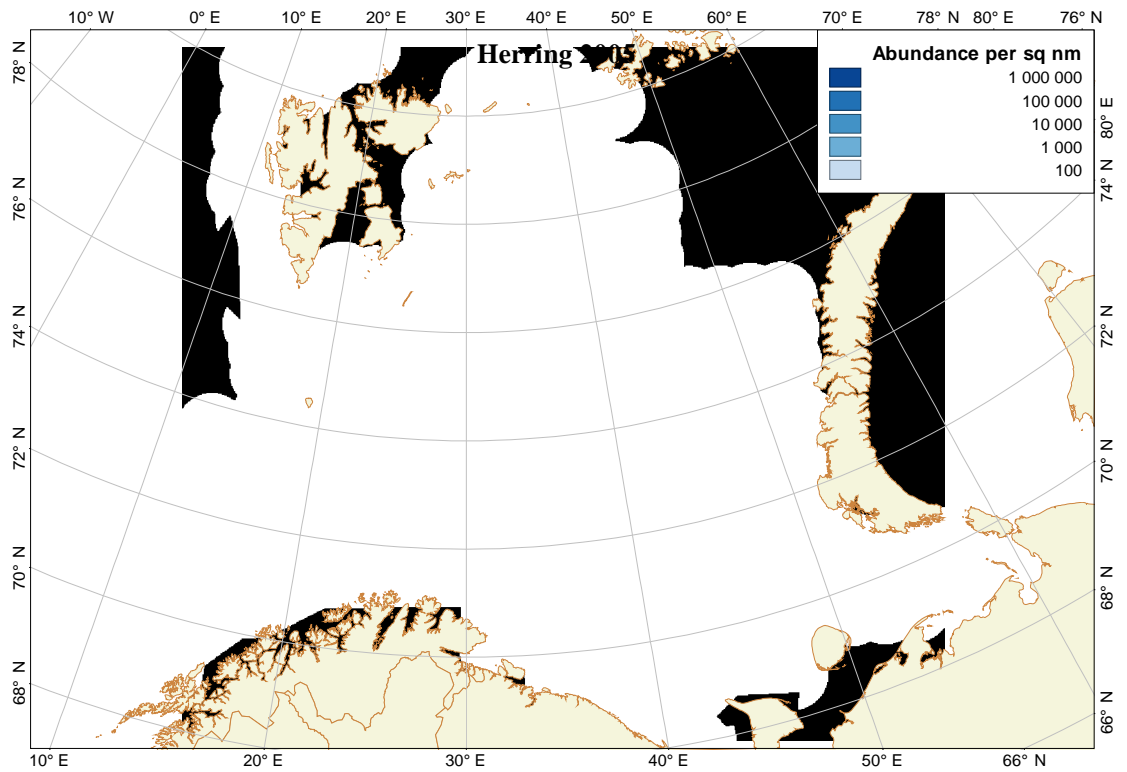 10° W 0° E 10° E 20° E 30° E 40° E 50° E 60° E 70° E 78° N 80° E 76° N
Herring 2005
Abundance per sq nm
1 000 000
100 000
10 000
1 000
100
78° N
76° N
74° N
72° N
70° N
68° N
80° E
74° N
72° N
70° N
68° N
66° N
10° E 20° E 30° E 40° E 50° E 66° N